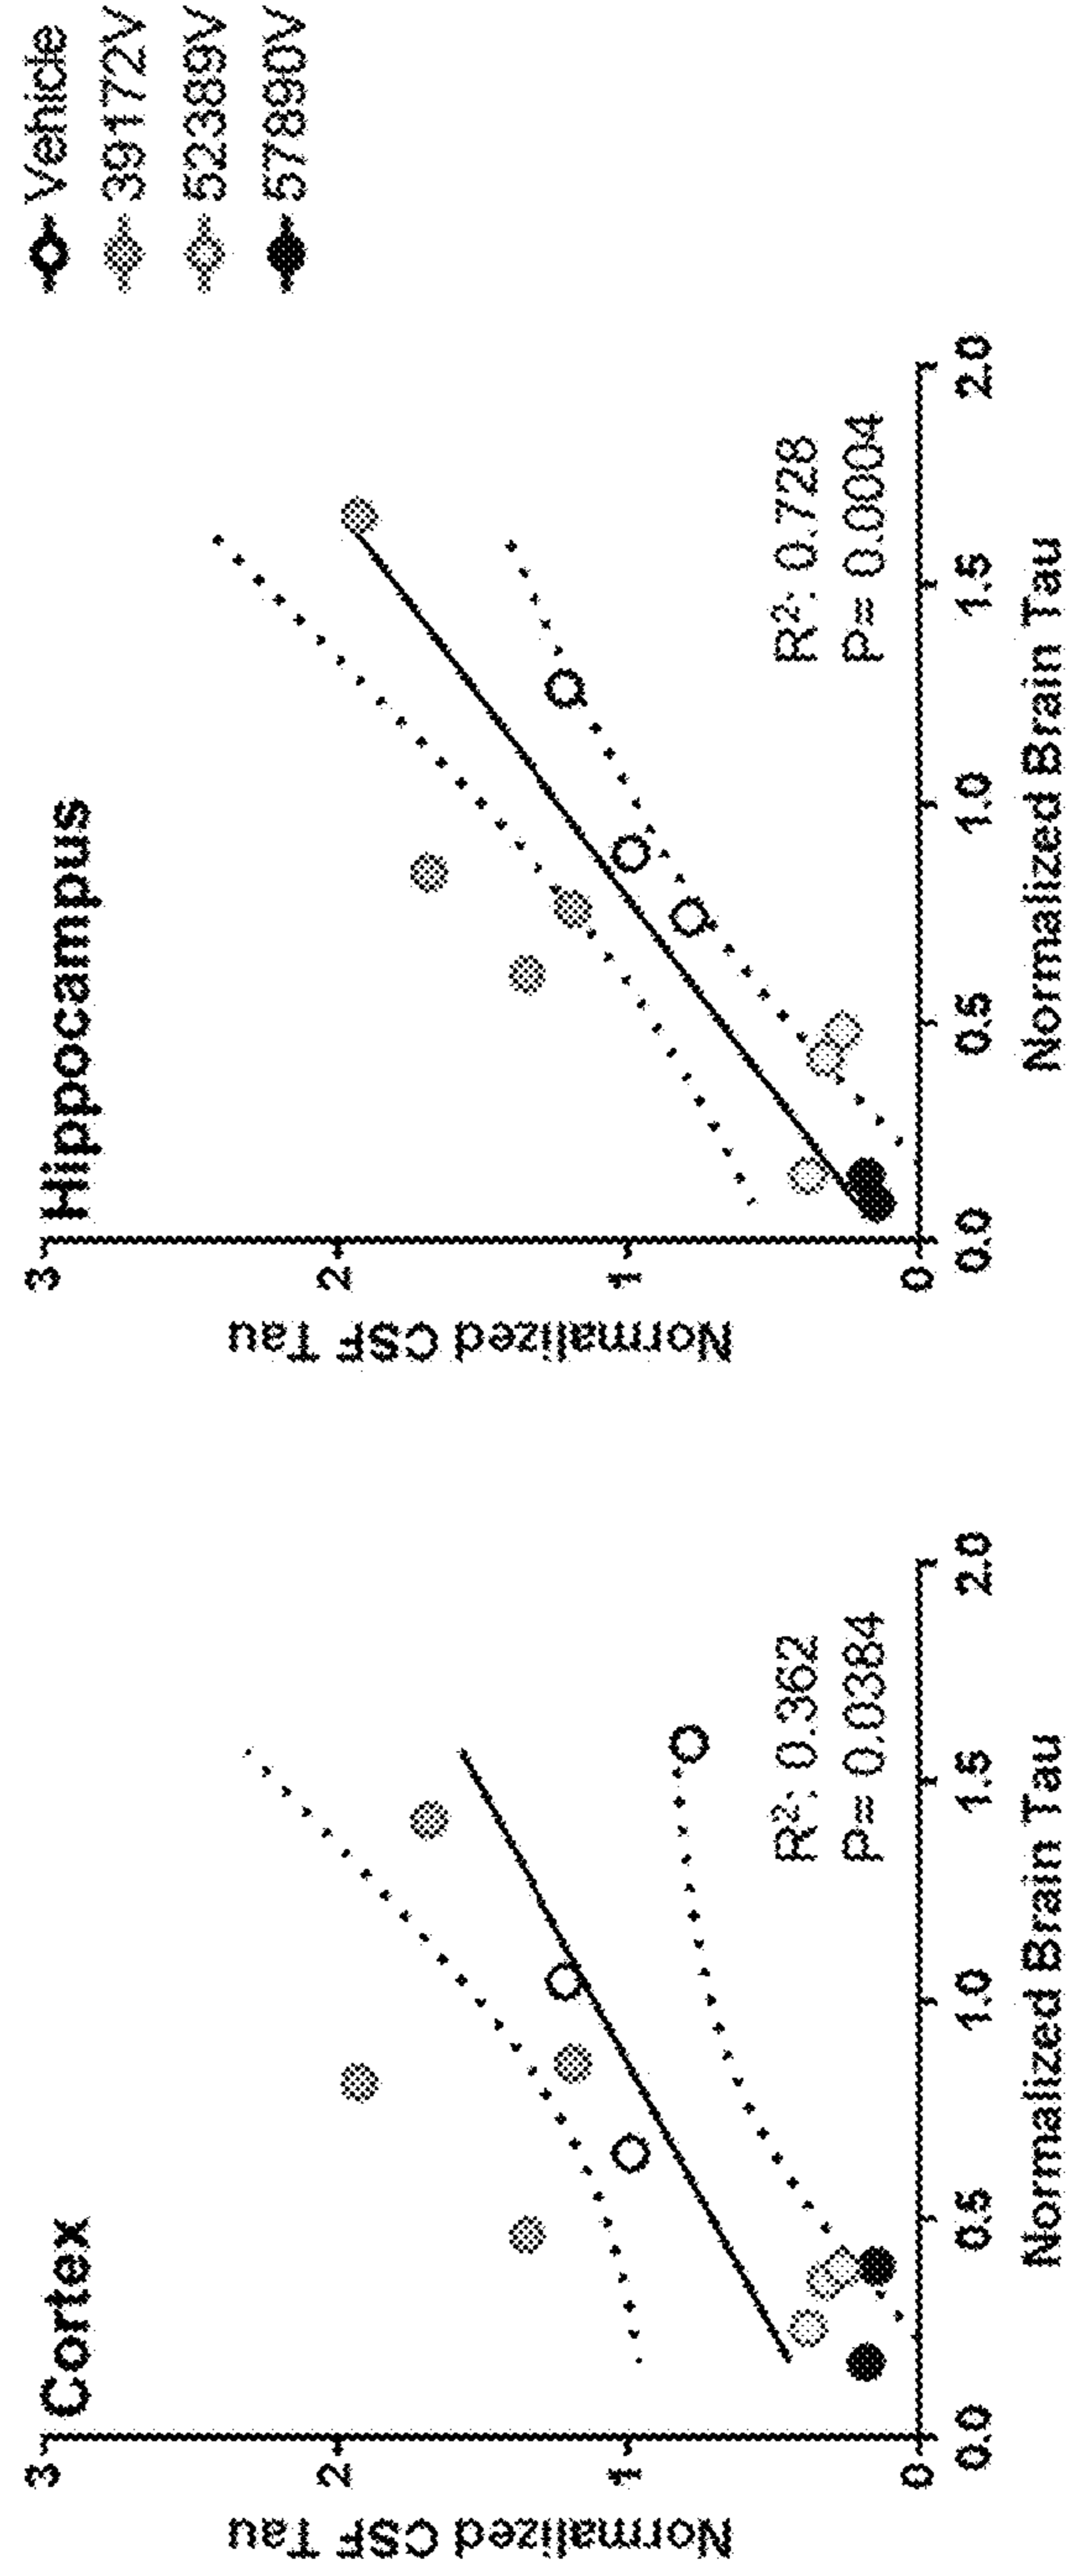 Cortex
Normalized CSF Tau
3
2
1
0
R²: 0.362
P= 0.0384
0.0
0.5
1.0
1.5
2.0
Normalized Brain Tau
Hippocampus
Normalized CSF Tau
3
2
1
0
R²: 0.728
P= 0.0004
0.0
0.5
1.0
1.5
2.0
Normalized Brain Tau
Vehicle
39172V
52389V
57890V